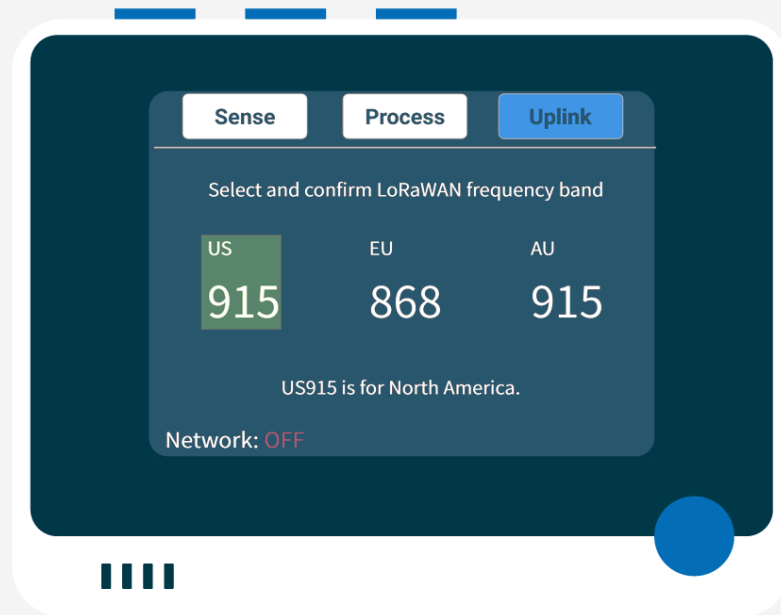 Sense Process Uplink
Select and confirm LoRaWAN frequency band
US EU AU
915 868 915
US915 is for North America.
Network: OFF